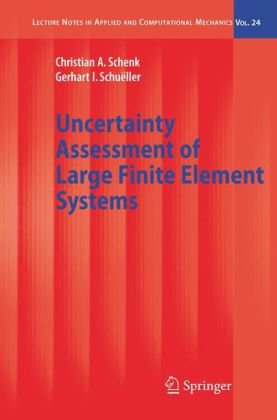 LECTURE NOTES IN APPLIED AND COMPUTATIONAL MECHANICS VOL. 24
Christian A. Schenk
Gerhart I. Schuëller
Uncertainty
Assessment of
Large Finite Element
Systems
Springer